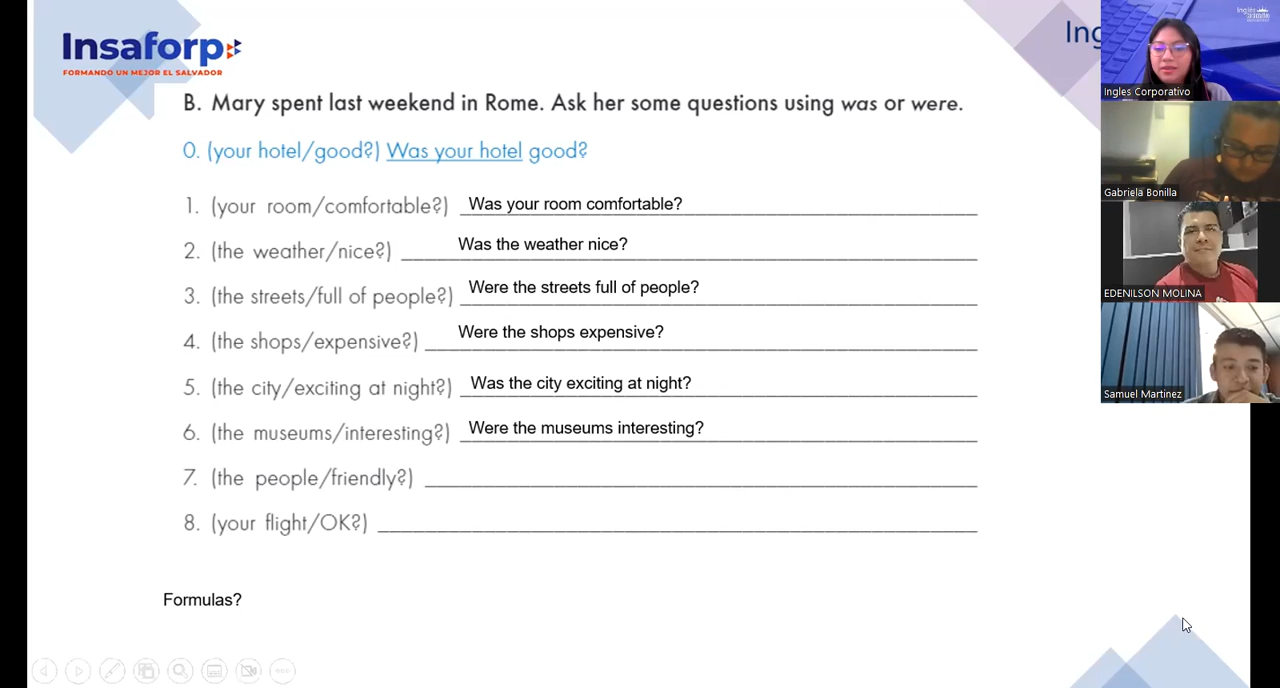 Insaforp
FORMANDO UN MEJOR EL SALVADOR
B. Mary spent last weekend in Rome. Ask her some questions using was or were.
0. (your hotel/good?) Was your hotel good?
1. (your room/comfortable?) Was your room comfortable?
2. (the weather/nice?) Was the weather nice?
3. (the streets/full of people?) Were the streets full of people?
4. (the shops/expensive?) Were the shops expensive?
5. (the city/exciting at night?) Was the city exciting at night?
6. (the museums/interesting?) Were the museums interesting?
7. (the people/friendly?)
8. (your flight/OK?)
Formulas?
Ingles Corporativo
Gabriela Bonilla
EDENILSON MOLINA
Samuel Martinez